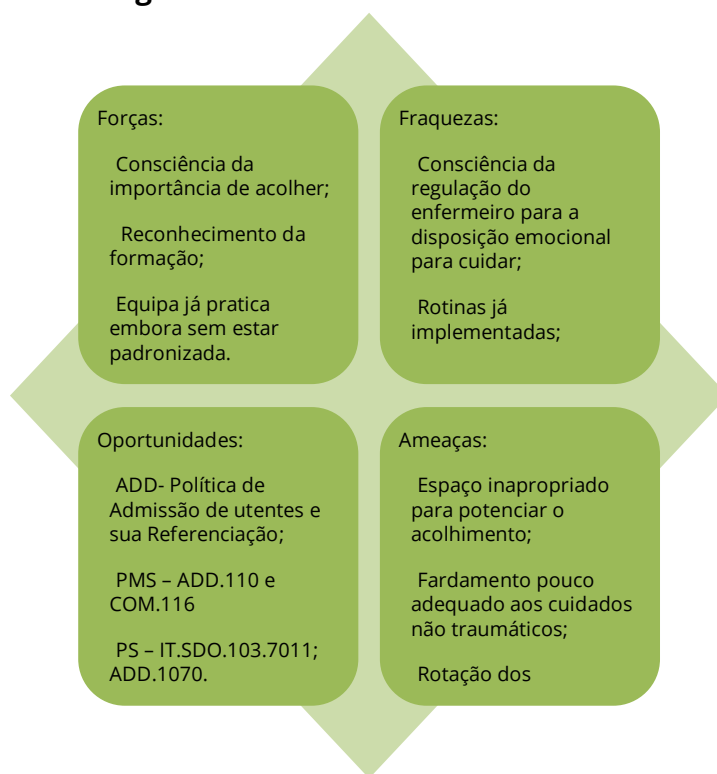 Forças:
Consciência da
importância de acolher;
Reconhecimento da
formação;
Equipa já pratica
embora sem estar
padronizada.
Fraquezas:
Consciência da
regulação do
enfermeiro para a
disposição emocional
para cuidar;
Rotinas já
implementadas;
Oportunidades:
ADD- Política de
Admissão de utentes e
sua Referenciação;
PMS – ADD.110 e
COM.116
PS – IT.SDO.103.7011;
ADD.1070.
Ameaças:
Espaço inapropriado
para potenciar o
acolhimento;
Fardamento pouco
adequado aos cuidados
não traumáticos;
Rotação dos